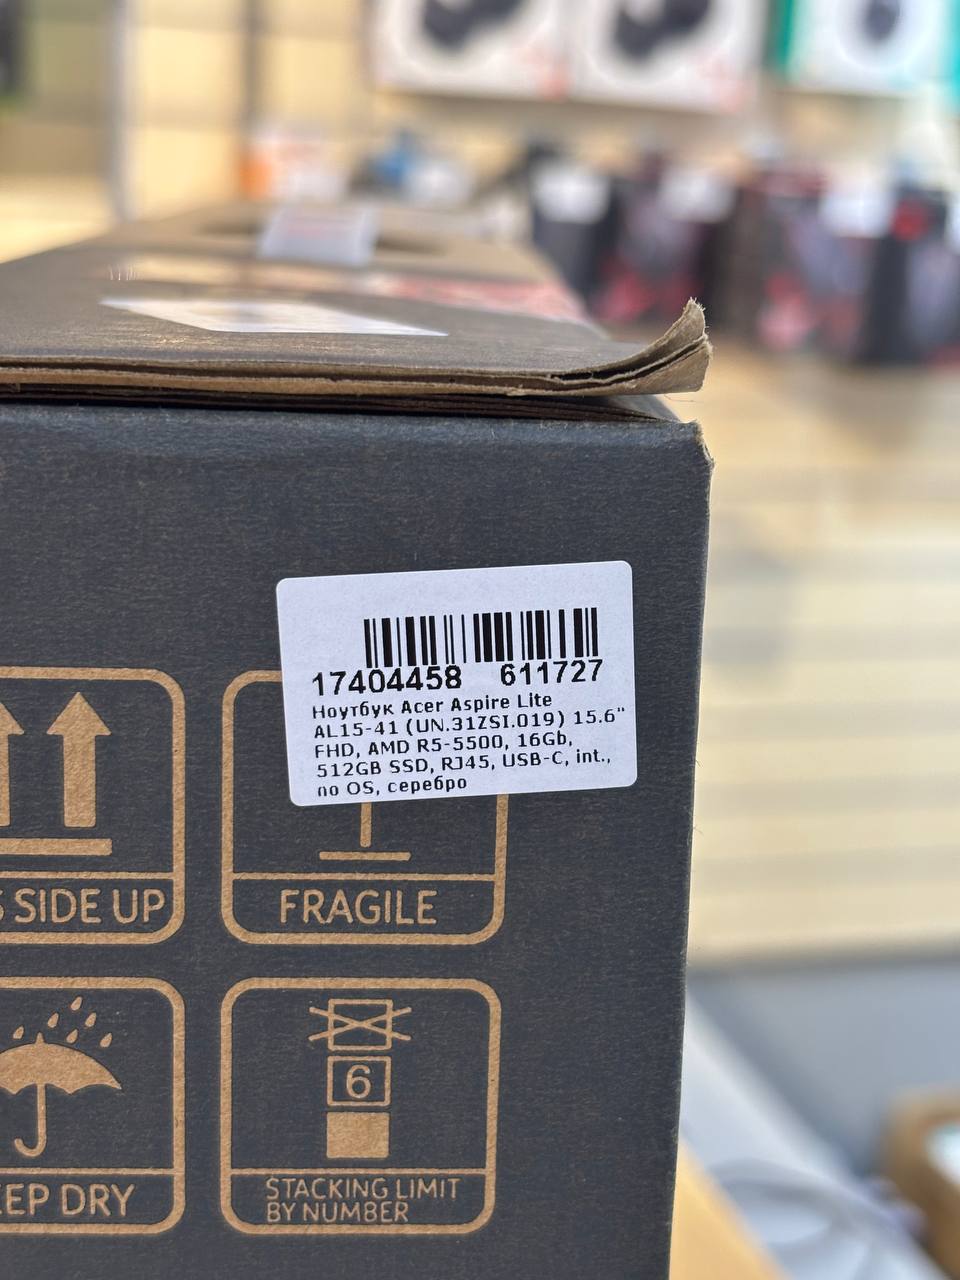 17404458 611727
Ноутбук Acer Aspire Lite
AL15-41 (UN.31ZSI.019) 15.6"
FHD, AMD R5-5500, 16Gb,
512GB SSD, RJ45, USB-C, int.,
no OS, серебро
SIDE UP
FRAGILE
6
DRY
STACKING LIMIT
BY NUMBER